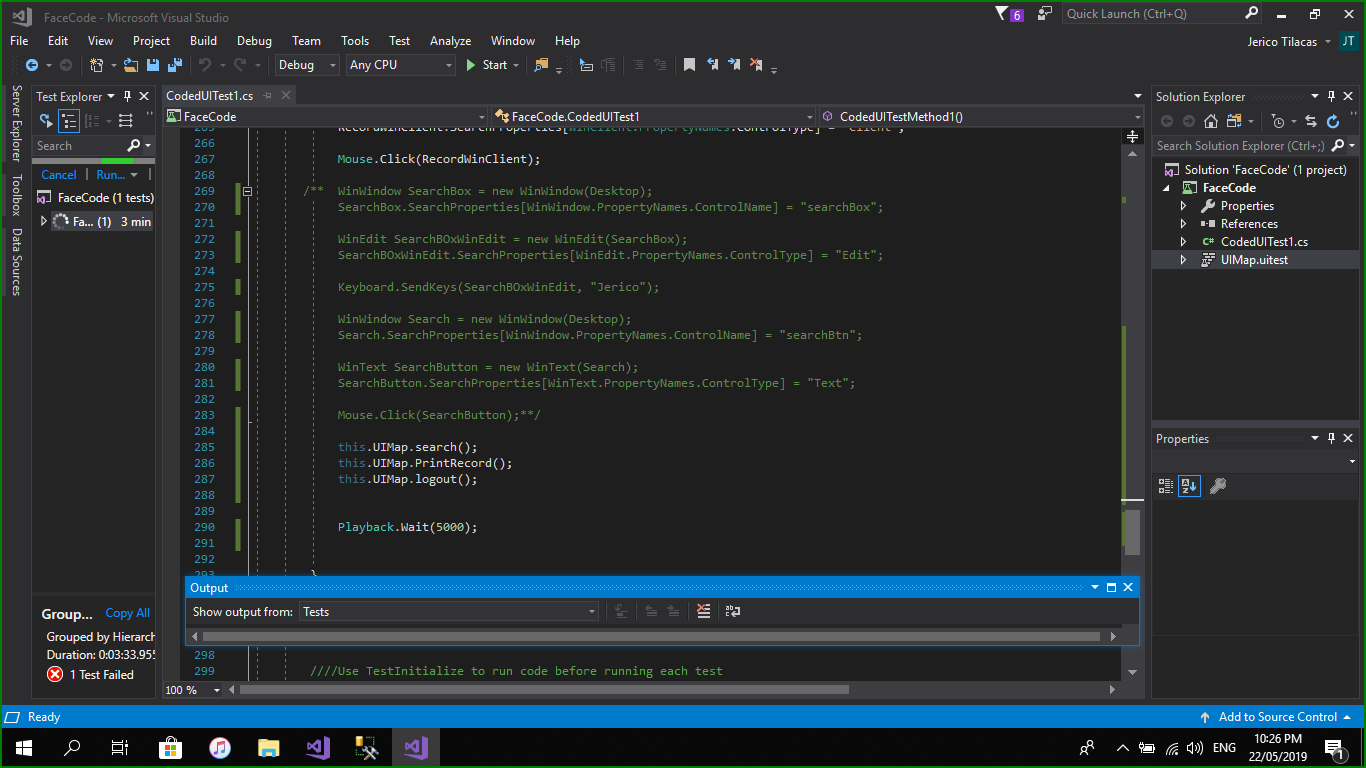 FaceCode - Microsoft Visual Studio
6
Quick Launch (Ctrl+Q)
File Edit View Project Build Debug Team Tools Test Analyze Window Help
Jerico Tilacas
JT
Debug Any CPU Start
Server Explorer
Toolbox
Data Sources
Test Explorer
Search
Cancel | Run... |
FaceCode (1 tests)
Fa... (1) 3 min
Group... Copy All
Grouped by Hierarch
Duration: 0:03:33.955
1 Test Failed
CodedUITest1.cs
FaceCode FaceCode.CodedUITest1 CodedUITestMethod1()
265 RecordWinClient.SearchProperties[WinClient.PropertyNames.ControlType] = "Client";
266
267 Mouse.Click(RecordWinClient);
268
269 /** WinWindow SearchBox = new WinWindow(Desktop);
270 SearchBox.SearchProperties[WinWindow.PropertyNames.ControlName] = "searchBox";
271
272 WinEdit SearchBOxWinEdit = new WinEdit(SearchBox);
273 SearchBOxWinEdit.SearchProperties[WinEdit.PropertyNames.ControlType] = "Edit";
274
275 Keyboard.SendKeys(SearchBOxWinEdit, "Jerico");
276
277 WinWindow Search = new WinWindow(Desktop);
278 Search.SearchProperties[WinWindow.PropertyNames.ControlName] = "searchBtn";
279
280 WinText SearchButton = new WinText(Search);
281 SearchButton.SearchProperties[WinText.PropertyNames.ControlType] = "Text";
282
283 Mouse.Click(SearchButton);**/
284
285 this.UIMap.search();
286 this.UIMap.PrintRecord();
287 this.UIMap.logout();
288
289
290 Playback.Wait(5000);
291
292
293 }
Output
Show output from: Tests
298
299 ////Use TestInitialize to run code before running each test
100 %
Solution Explorer
Search Solution Explorer (Ctrl+;)
Solution 'FaceCode' (1 project)
FaceCode
Properties
References
C# CodedUITest1.cs
UIMap.uitest
Properties
Ready
Add to Source Control
ENG
10:26 PM
22/05/2019
1